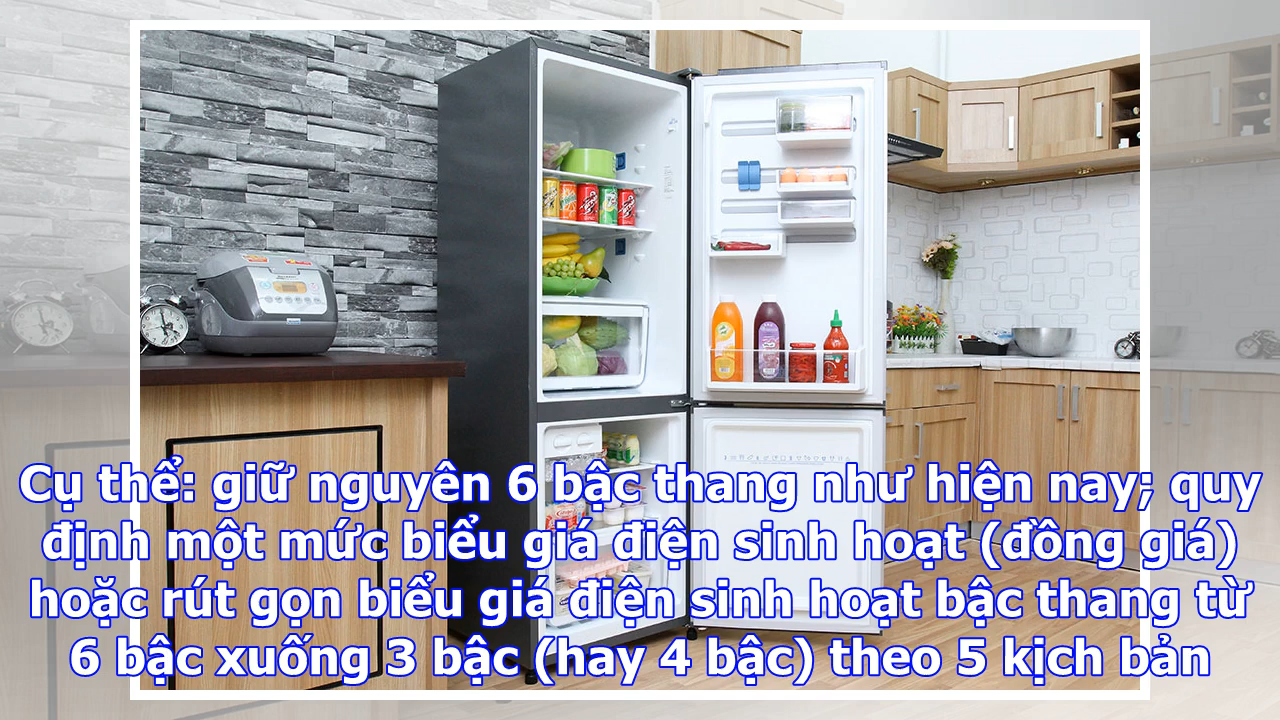 Cụ thể: giữ nguyên 6 bậc thang như hiện nay; quy
định một mức biểu giá điện sinh hoạt (đồng giá)
hoặc rút gọn biểu giá điện sinh hoạt bậc thang từ
6 bậc xuống 3 bậc (hay 4 bậc) theo 5 kịch bản